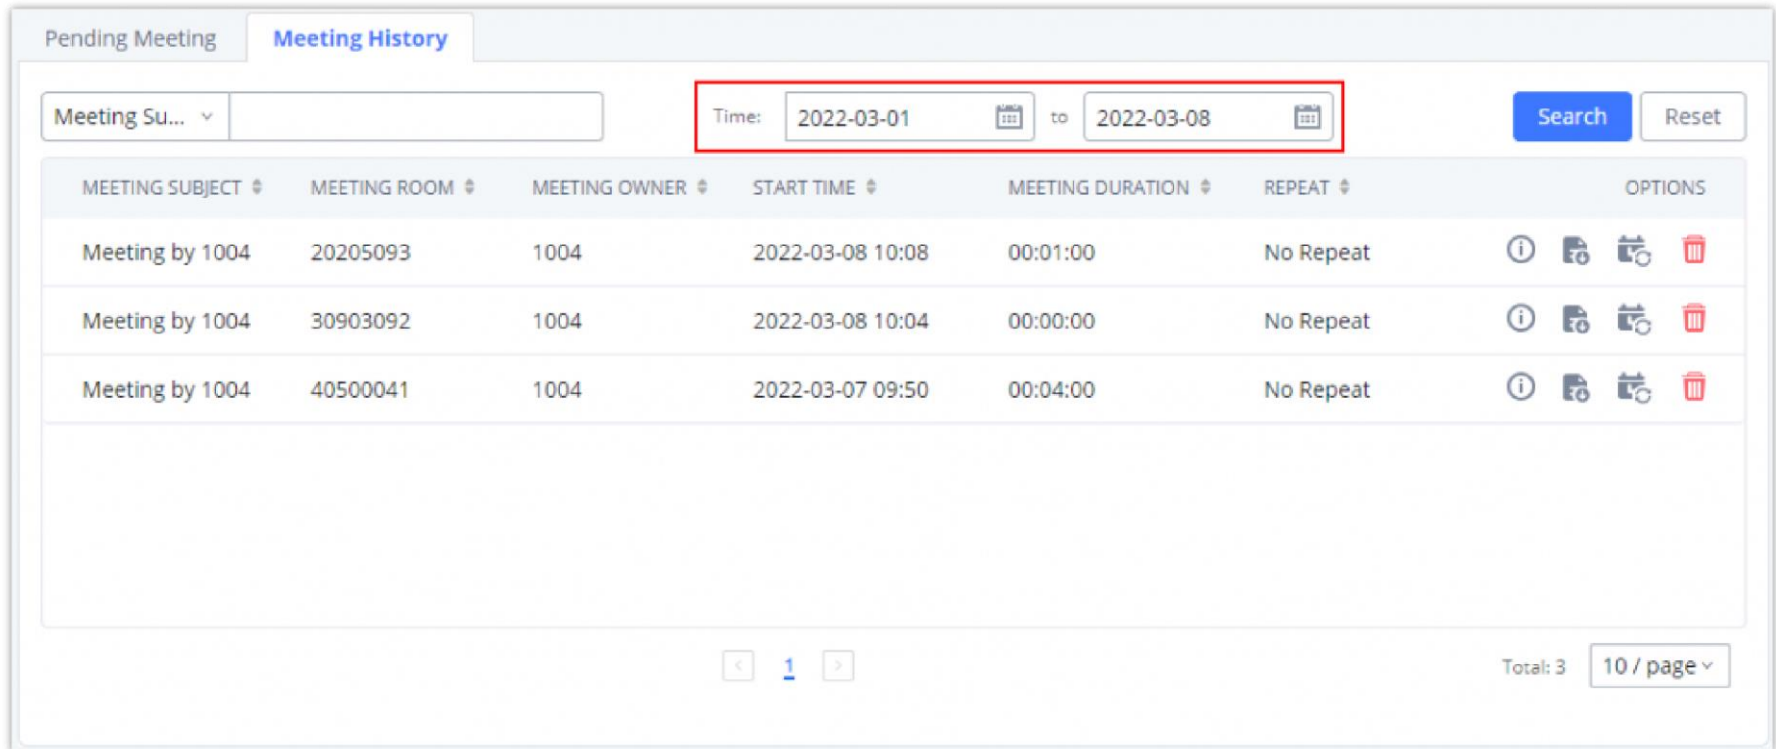 Pending Meeting Meeting History
Meeting Su... Time: 2022-03-01 to 2022-03-08 Search Reset
MEETING SUBJECT MEETING ROOM MEETING OWNER START TIME MEETING DURATION REPEAT OPTIONS
Meeting by 1004 20205093 1004 2022-03-08 10:08 00:01:00 No Repeat
Meeting by 1004 30903092 1004 2022-03-08 10:04 00:00:00 No Repeat
Meeting by 1004 40500041 1004 2022-03-07 09:50 00:04:00 No Repeat
< 1 > Total: 3 10 / page